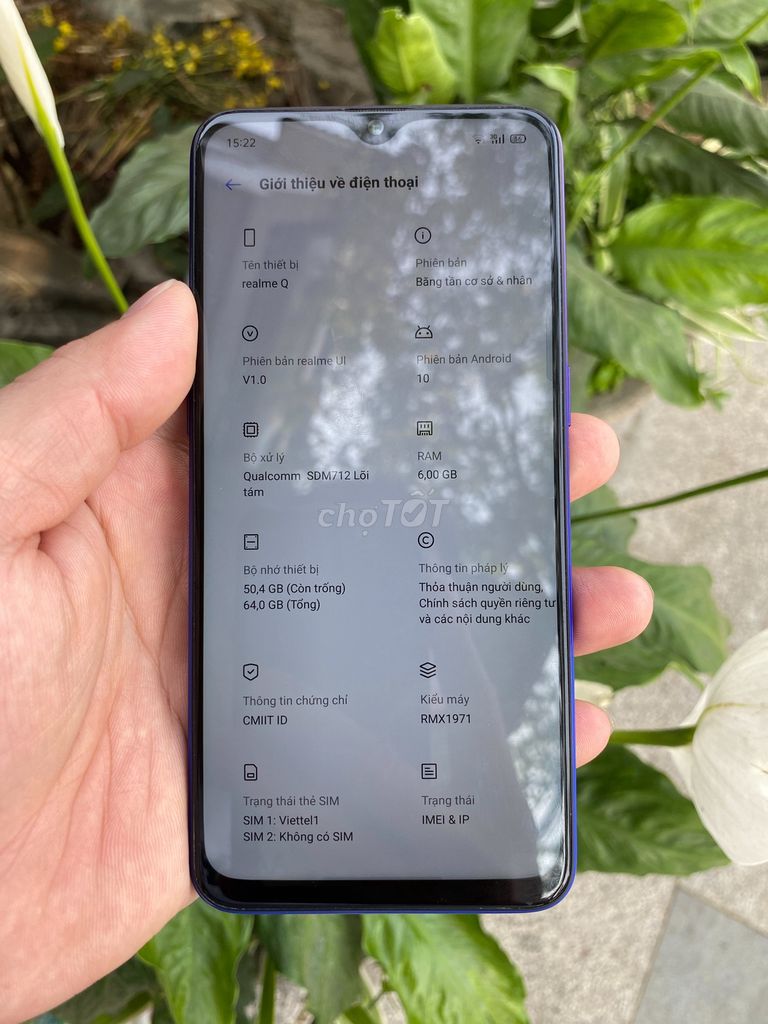 15:22
3G
86
Giới thiệu về điện thoại
Tên thiết bị
realme Q
Phiên bản
Băng tần cơ sở & nhân
Phiên bản realme UI
V1.0
Phiên bản Android
10
Bộ xử lý
Qualcomm SDM712 Lõi
tám
RAM
6,00 GB
chợTỐT
Bộ nhớ thiết bị
50,4 GB (Còn trống)
64,0 GB (Tổng)
Thông tin pháp lý
Thỏa thuận người dùng,
Chính sách quyền riêng tư
và các nội dung khác
Thông tin chứng chỉ
CMIIT ID
Kiểu máy
RMX1971
Trạng thái thẻ SIM
SIM 1: Viettel1
SIM 2: Không có SIM
Trạng thái
IMEI & IP